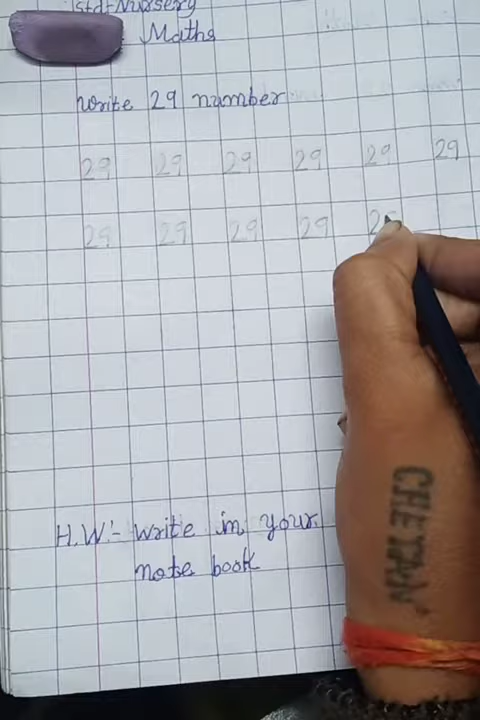 Std-Nursery
Maths
Write 29 number
29 29 29 29 29 29
29 29 29 29 2
H.W:- Write in your
note book
CHETAN